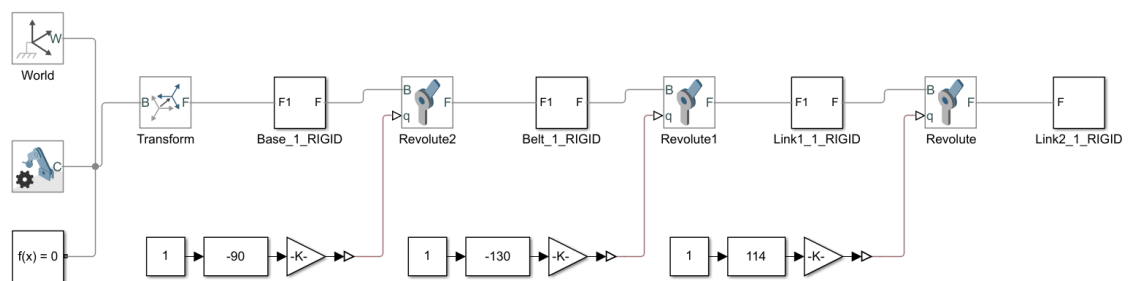 W
World
C
f(x) = 0
B F
Transform
F1 F
Base_1_RIGID
B F
q
Revolute2
F1 F
Belt_1_RIGID
B F
q
Revolute1
F1 F
Link1_1_RIGID
B F
q
Revolute
F
Link2_1_RIGID
1 -90 -K-
1 -130 -K-
1 114 -K-